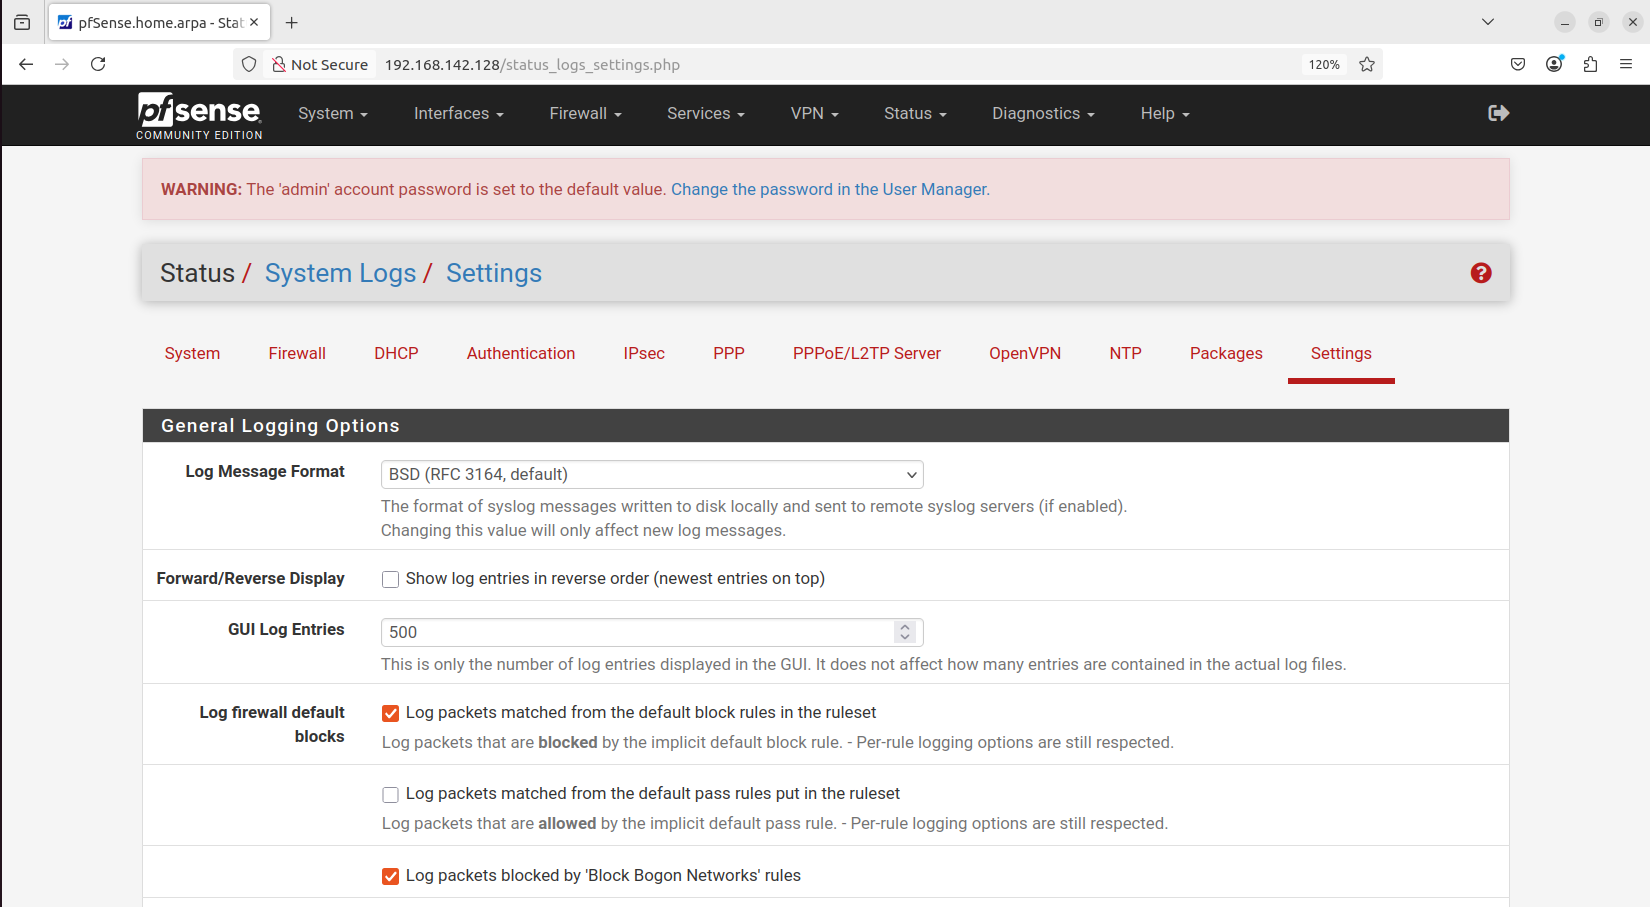 pfSense.home.arpa - Stat
Not Secure 192.168.142.128/status_logs_settings.php 120%
pfsense System Interfaces Firewall Services VPN Status Diagnostics Help
COMMUNITY EDITION
WARNING: The 'admin' account password is set to the default value. Change the password in the User Manager.
Status / System Logs / Settings
System Firewall DHCP Authentication IPsec PPP PPPoE/L2TP Server OpenVPN NTP Packages Settings
General Logging Options
Log Message Format BSD (RFC 3164, default)
The format of syslog messages written to disk locally and sent to remote syslog servers (if enabled).
Changing this value will only affect new log messages.
Forward/Reverse Display Show log entries in reverse order (newest entries on top)
GUI Log Entries 500
This is only the number of log entries displayed in the GUI. It does not affect how many entries are contained in the actual log files.
Log firewall default blocks Log packets matched from the default block rules in the ruleset
Log packets that are blocked by the implicit default block rule. - Per-rule logging options are still respected.
Log packets matched from the default pass rules put in the ruleset
Log packets that are allowed by the implicit default pass rule. - Per-rule logging options are still respected.
Log packets blocked by 'Block Bogon Networks' rules